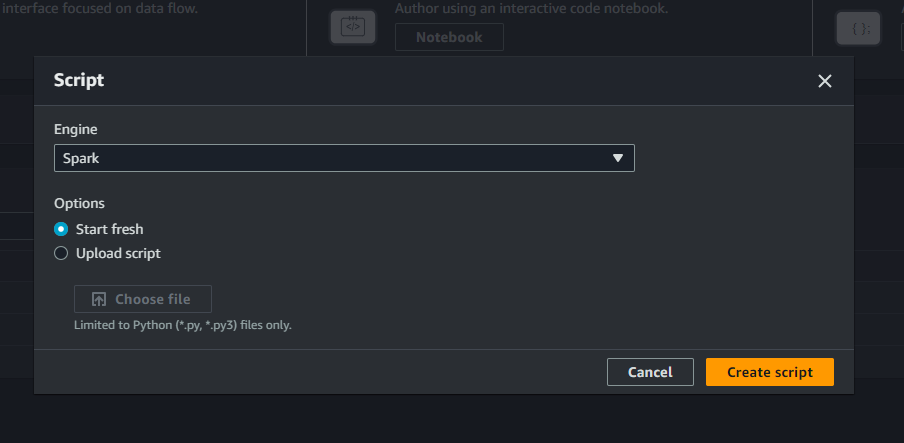 interface focused on data flow.
Author using an interactive code notebook.
Notebook
Script
Engine
Spark
Options
Start fresh
Upload script
Choose file
Limited to Python (*.py, *.py3) files only.
Cancel
Create script